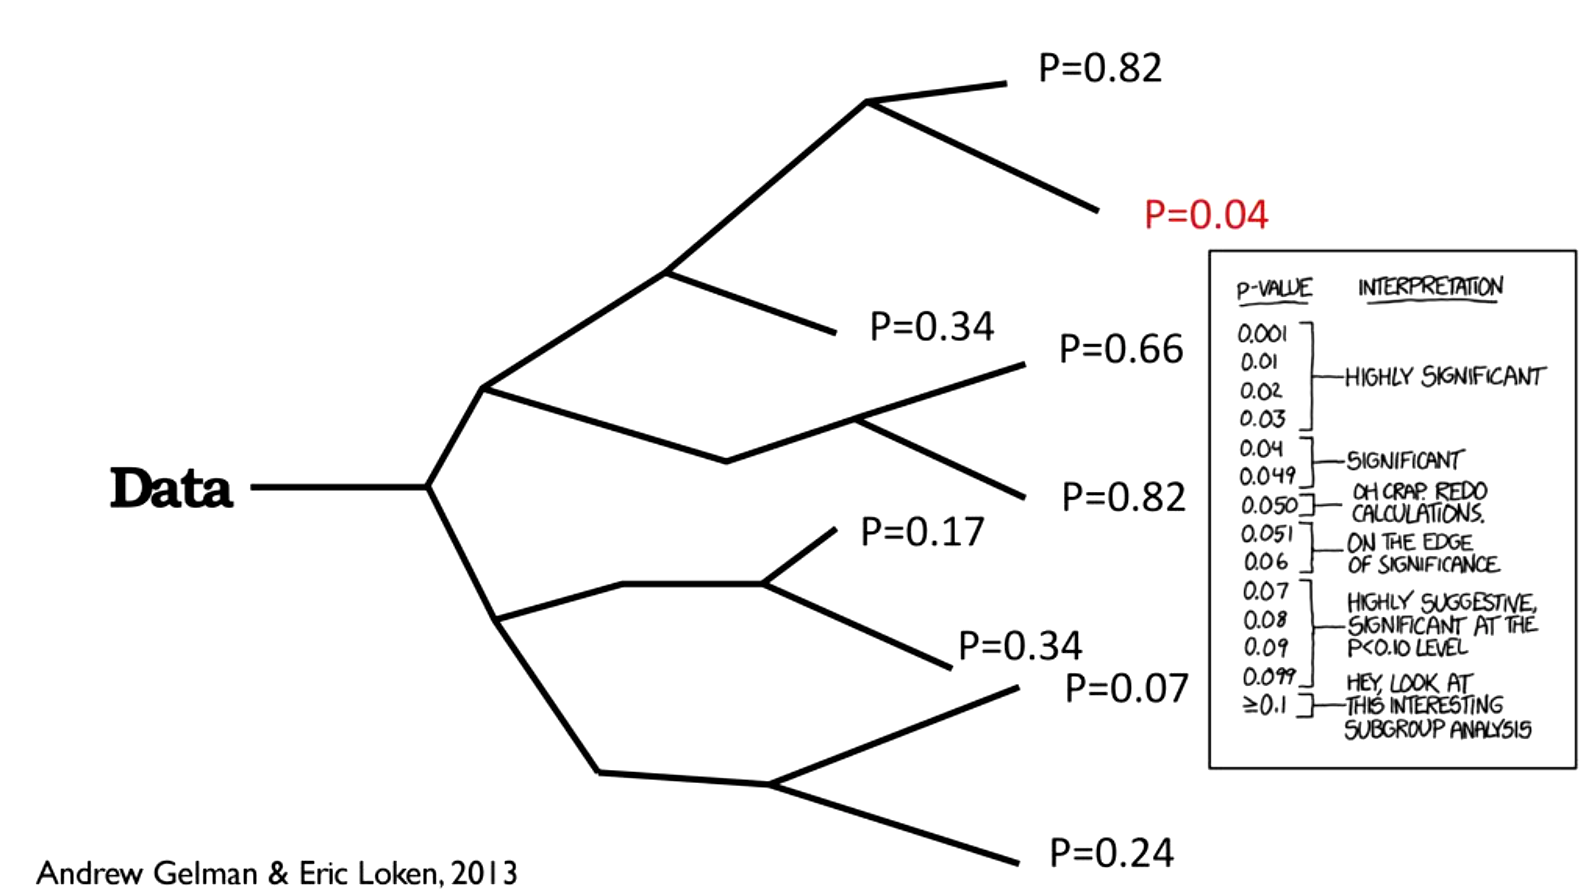 P=0.82
P=0.04
P=0.34
P=0.66
P=0.82
Data
P=0.17
P=0.34
P=0.07
P=0.24
Andrew Gelman & Eric Loken, 2013
P-VALUE INTERPRETATION
0.001
0.01
0.02
0.03
HIGHLY SIGNIFICANT
0.04
0.049
SIGNIFICANT
0.050
OH CRAP. REDO
CALCULATIONS.
0.051
0.06
ON THE EDGE
OF SIGNIFICANCE
0.07
0.08
0.09
0.099
HIGHLY SUGGESTIVE,
SIGNIFICANT AT THE
P<0.10 LEVEL
≥0.1
HEY, LOOK AT
THIS INTERESTING
SUBGROUP ANALYSIS